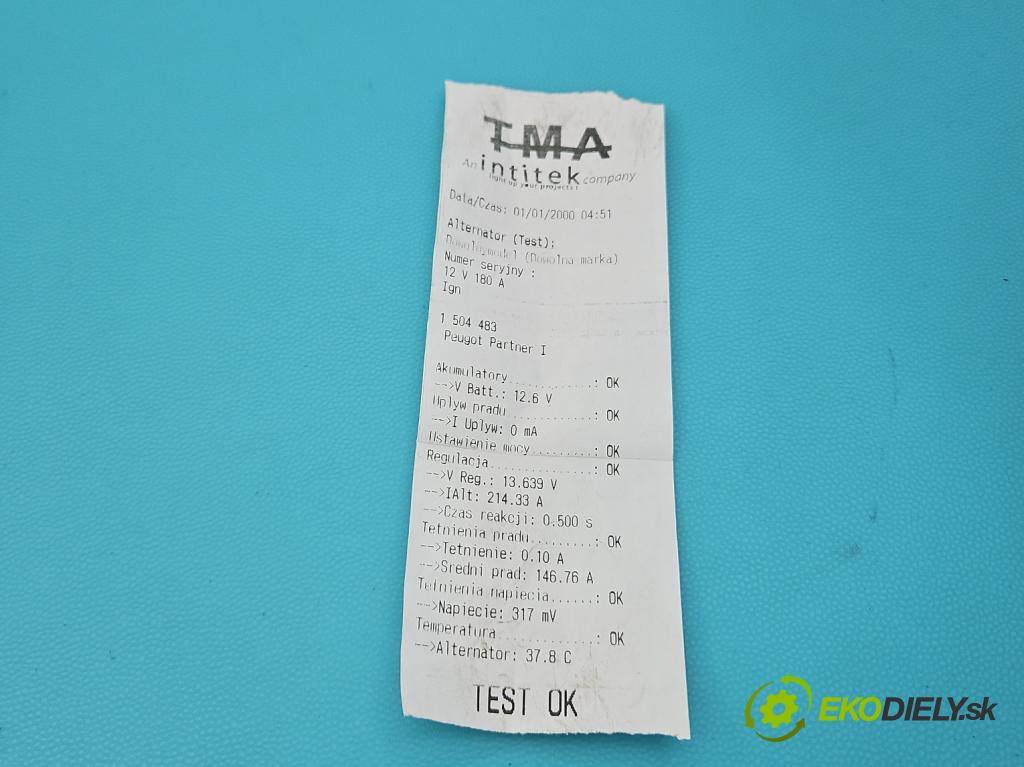 TMA
An intitek company
light up your projects!
Data/Czas: 01/01/2000 04:51
Alternator (Test):
Dowolnymodel (Dowolna marka)
Numer seryjny :
12 V 180 A
Ign
1 504 483
Peugot Partner I
Akumulatory............: OK
-->V Batt.: 12.6 V
Uplyw pradu............: OK
-->I Uplyw: 0 mA
Ustawienie mocy.........: OK
Regulacja...............: OK
-->V Reg.: 13.639 V
-->IAlt: 214.33 A
-->Czas reakcji: 0.500 s
Tetnienia pradu.........: OK
-->Tetnienie: 0.10 A
-->Sredni prad: 146.76 A
Tetnienia napiecia......: OK
-->Napiecie: 317 mV
Temperatura.............: OK
-->Alternator: 37.8 C
TEST OK
EKODIELY.sk